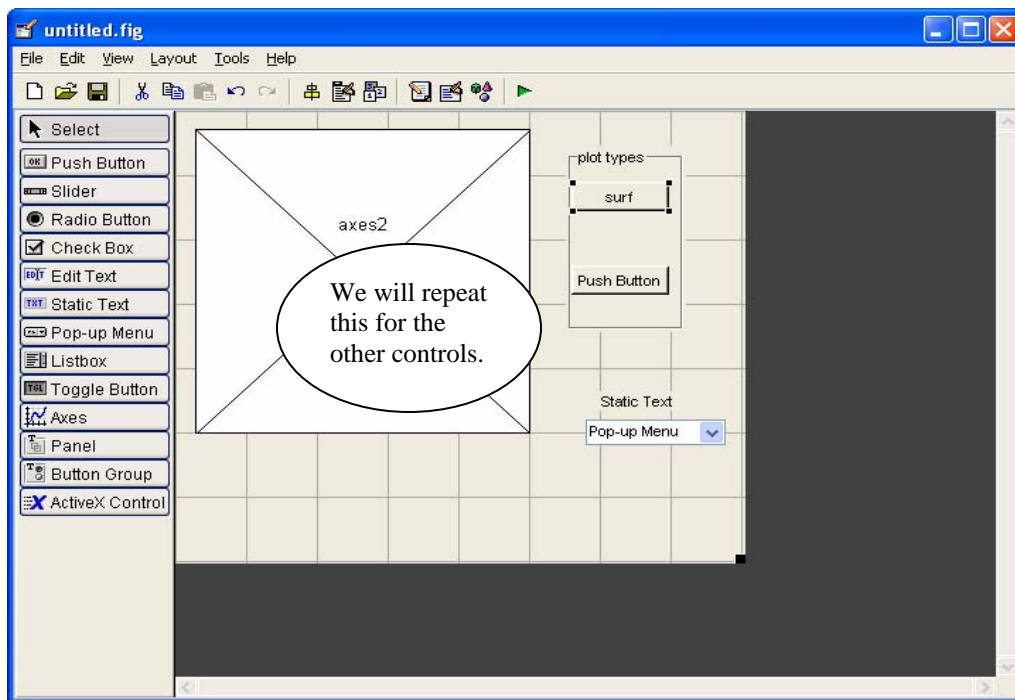 untitled.fig
File Edit View Layout Tools Help
Select
Push Button
Slider
Radio Button
Check Box
Edit Text
Static Text
Pop-up Menu
Listbox
Toggle Button
Axes
Panel
Button Group
ActiveX Control
axes2
We will repeat
this for the
other controls.
plot types
surf
Push Button
Static Text
Pop-up Menu